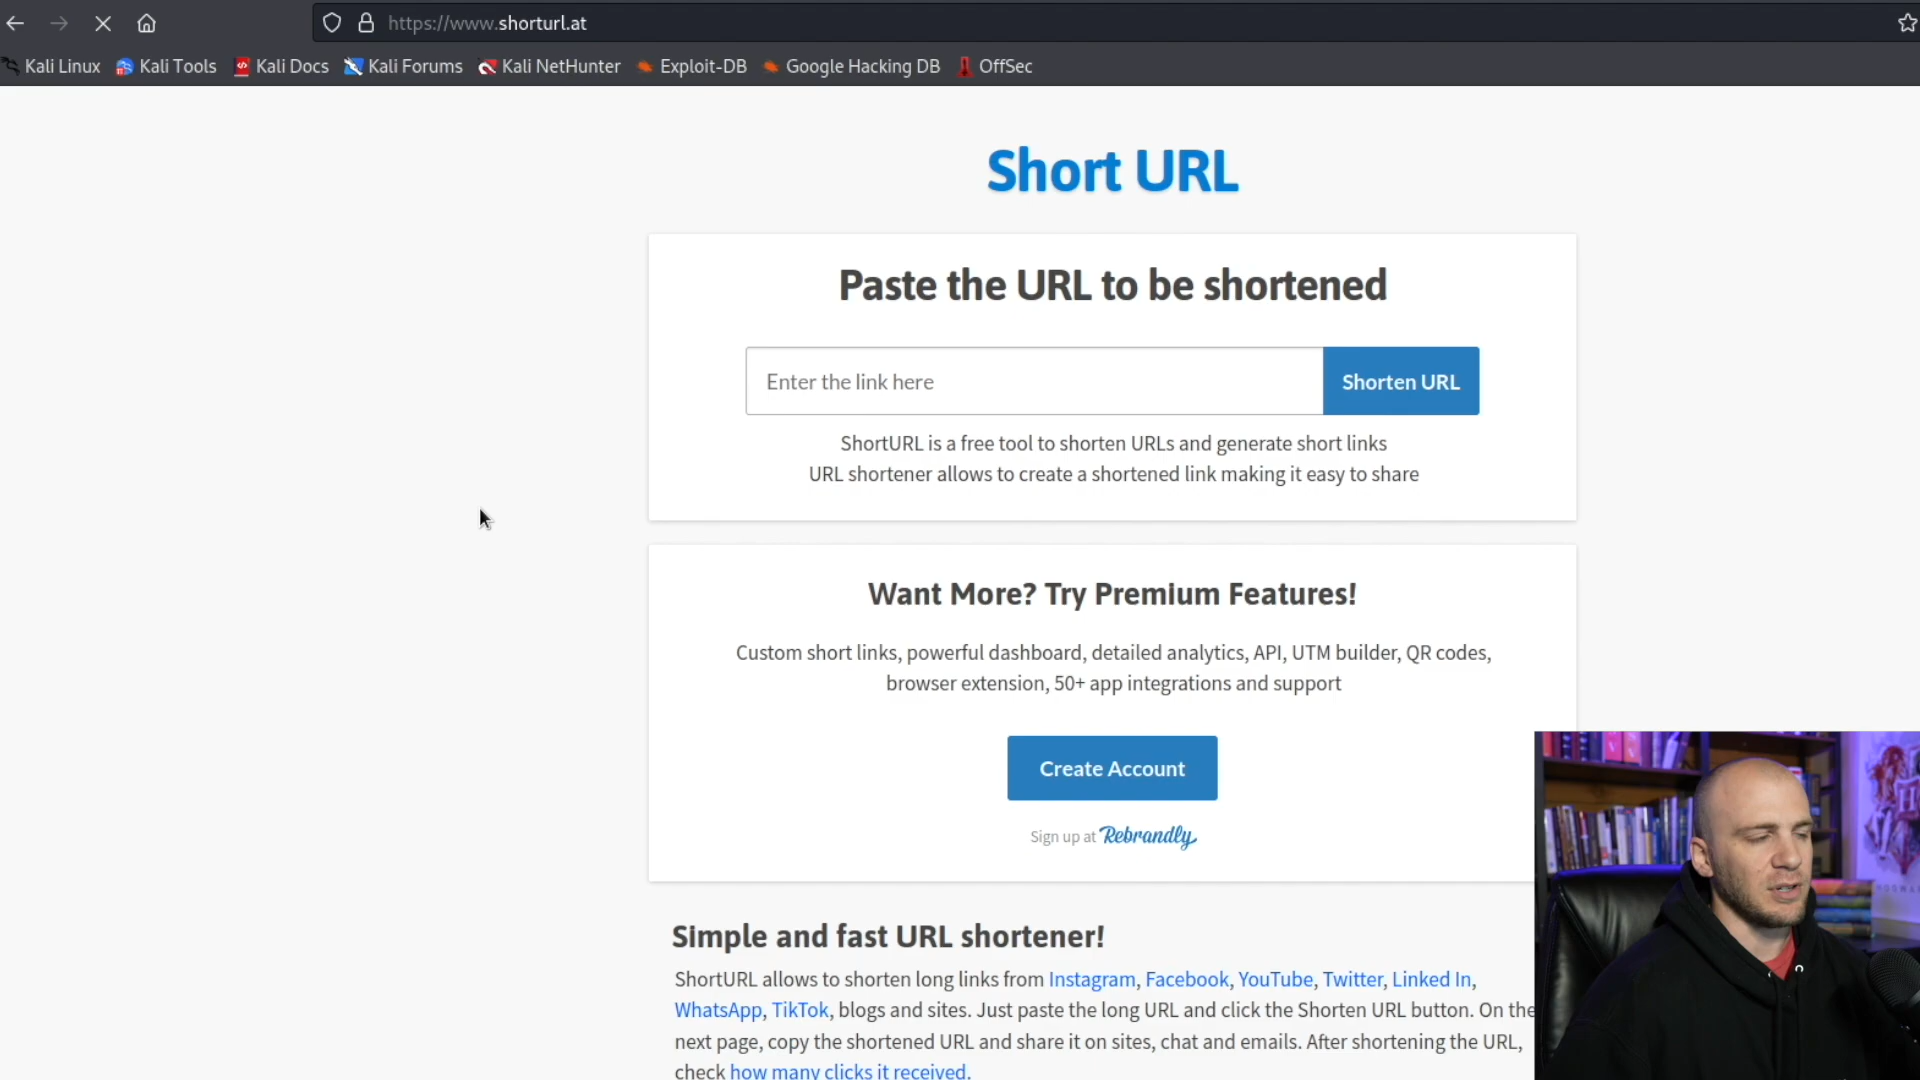 https://www.shorturl.at
Kali Linux Kali Tools Kali Docs Kali Forums Kali NetHunter Exploit-DB Google Hacking DB OffSec
Short URL
Paste the URL to be shortened
Enter the link here
Shorten URL
ShortURL is a free tool to shorten URLs and generate short links
URL shortener allows to create a shortened link making it easy to share
Want More? Try Premium Features!
Custom short links, powerful dashboard, detailed analytics, API, UTM builder, QR codes,
browser extension, 50+ app integrations and support
Create Account
Sign up at Rebrandly
Simple and fast URL shortener!
ShortURL allows to shorten long links from Instagram, Facebook, YouTube, Twitter, Linked In,
WhatsApp, TikTok, blogs and sites. Just paste the long URL and click the Shorten URL button. On the
next page, copy the shortened URL and share it on sites, chat and emails. After shortening the URL,
check how many clicks it received.